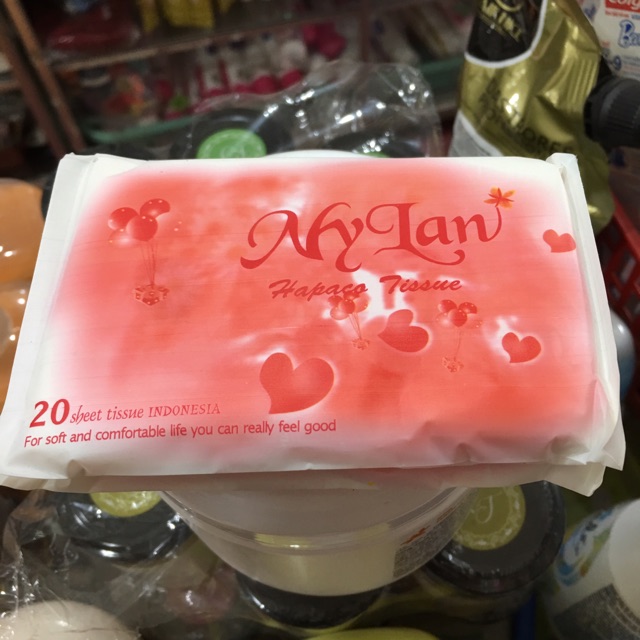 MyLan
Hapaco Tissue
20 sheet tissue INDONESIA
For soft and comfortable life you can really feel good